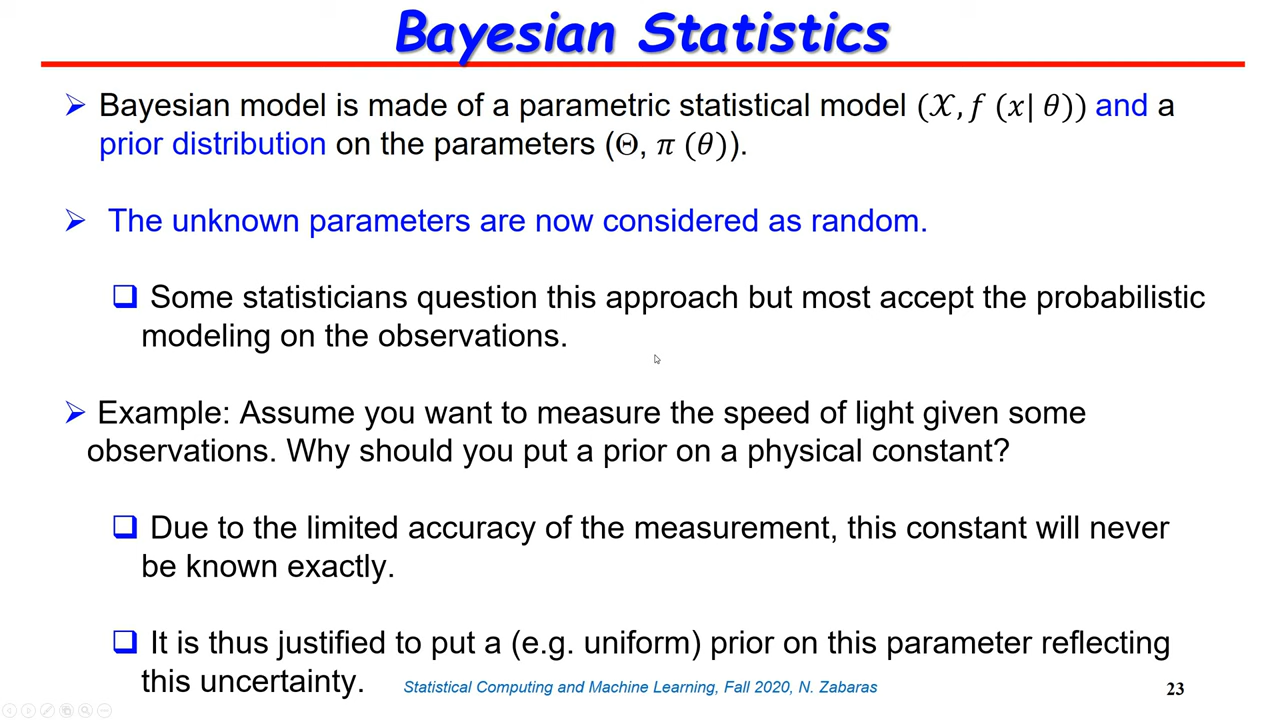 Bayesian Statistics
Bayesian model is made of a parametric statistical model (𝒳, f (x| θ)) and a
prior distribution on the parameters (Θ, π (θ)).
The unknown parameters are now considered as random.
Some statisticians question this approach but most accept the probabilistic
modeling on the observations.
Example: Assume you want to measure the speed of light given some
observations. Why should you put a prior on a physical constant?
Due to the limited accuracy of the measurement, this constant will never
be known exactly.
It is thus justified to put a (e.g. uniform) prior on this parameter reflecting
this uncertainty.
Statistical Computing and Machine Learning, Fall 2020, N. Zabaras
23